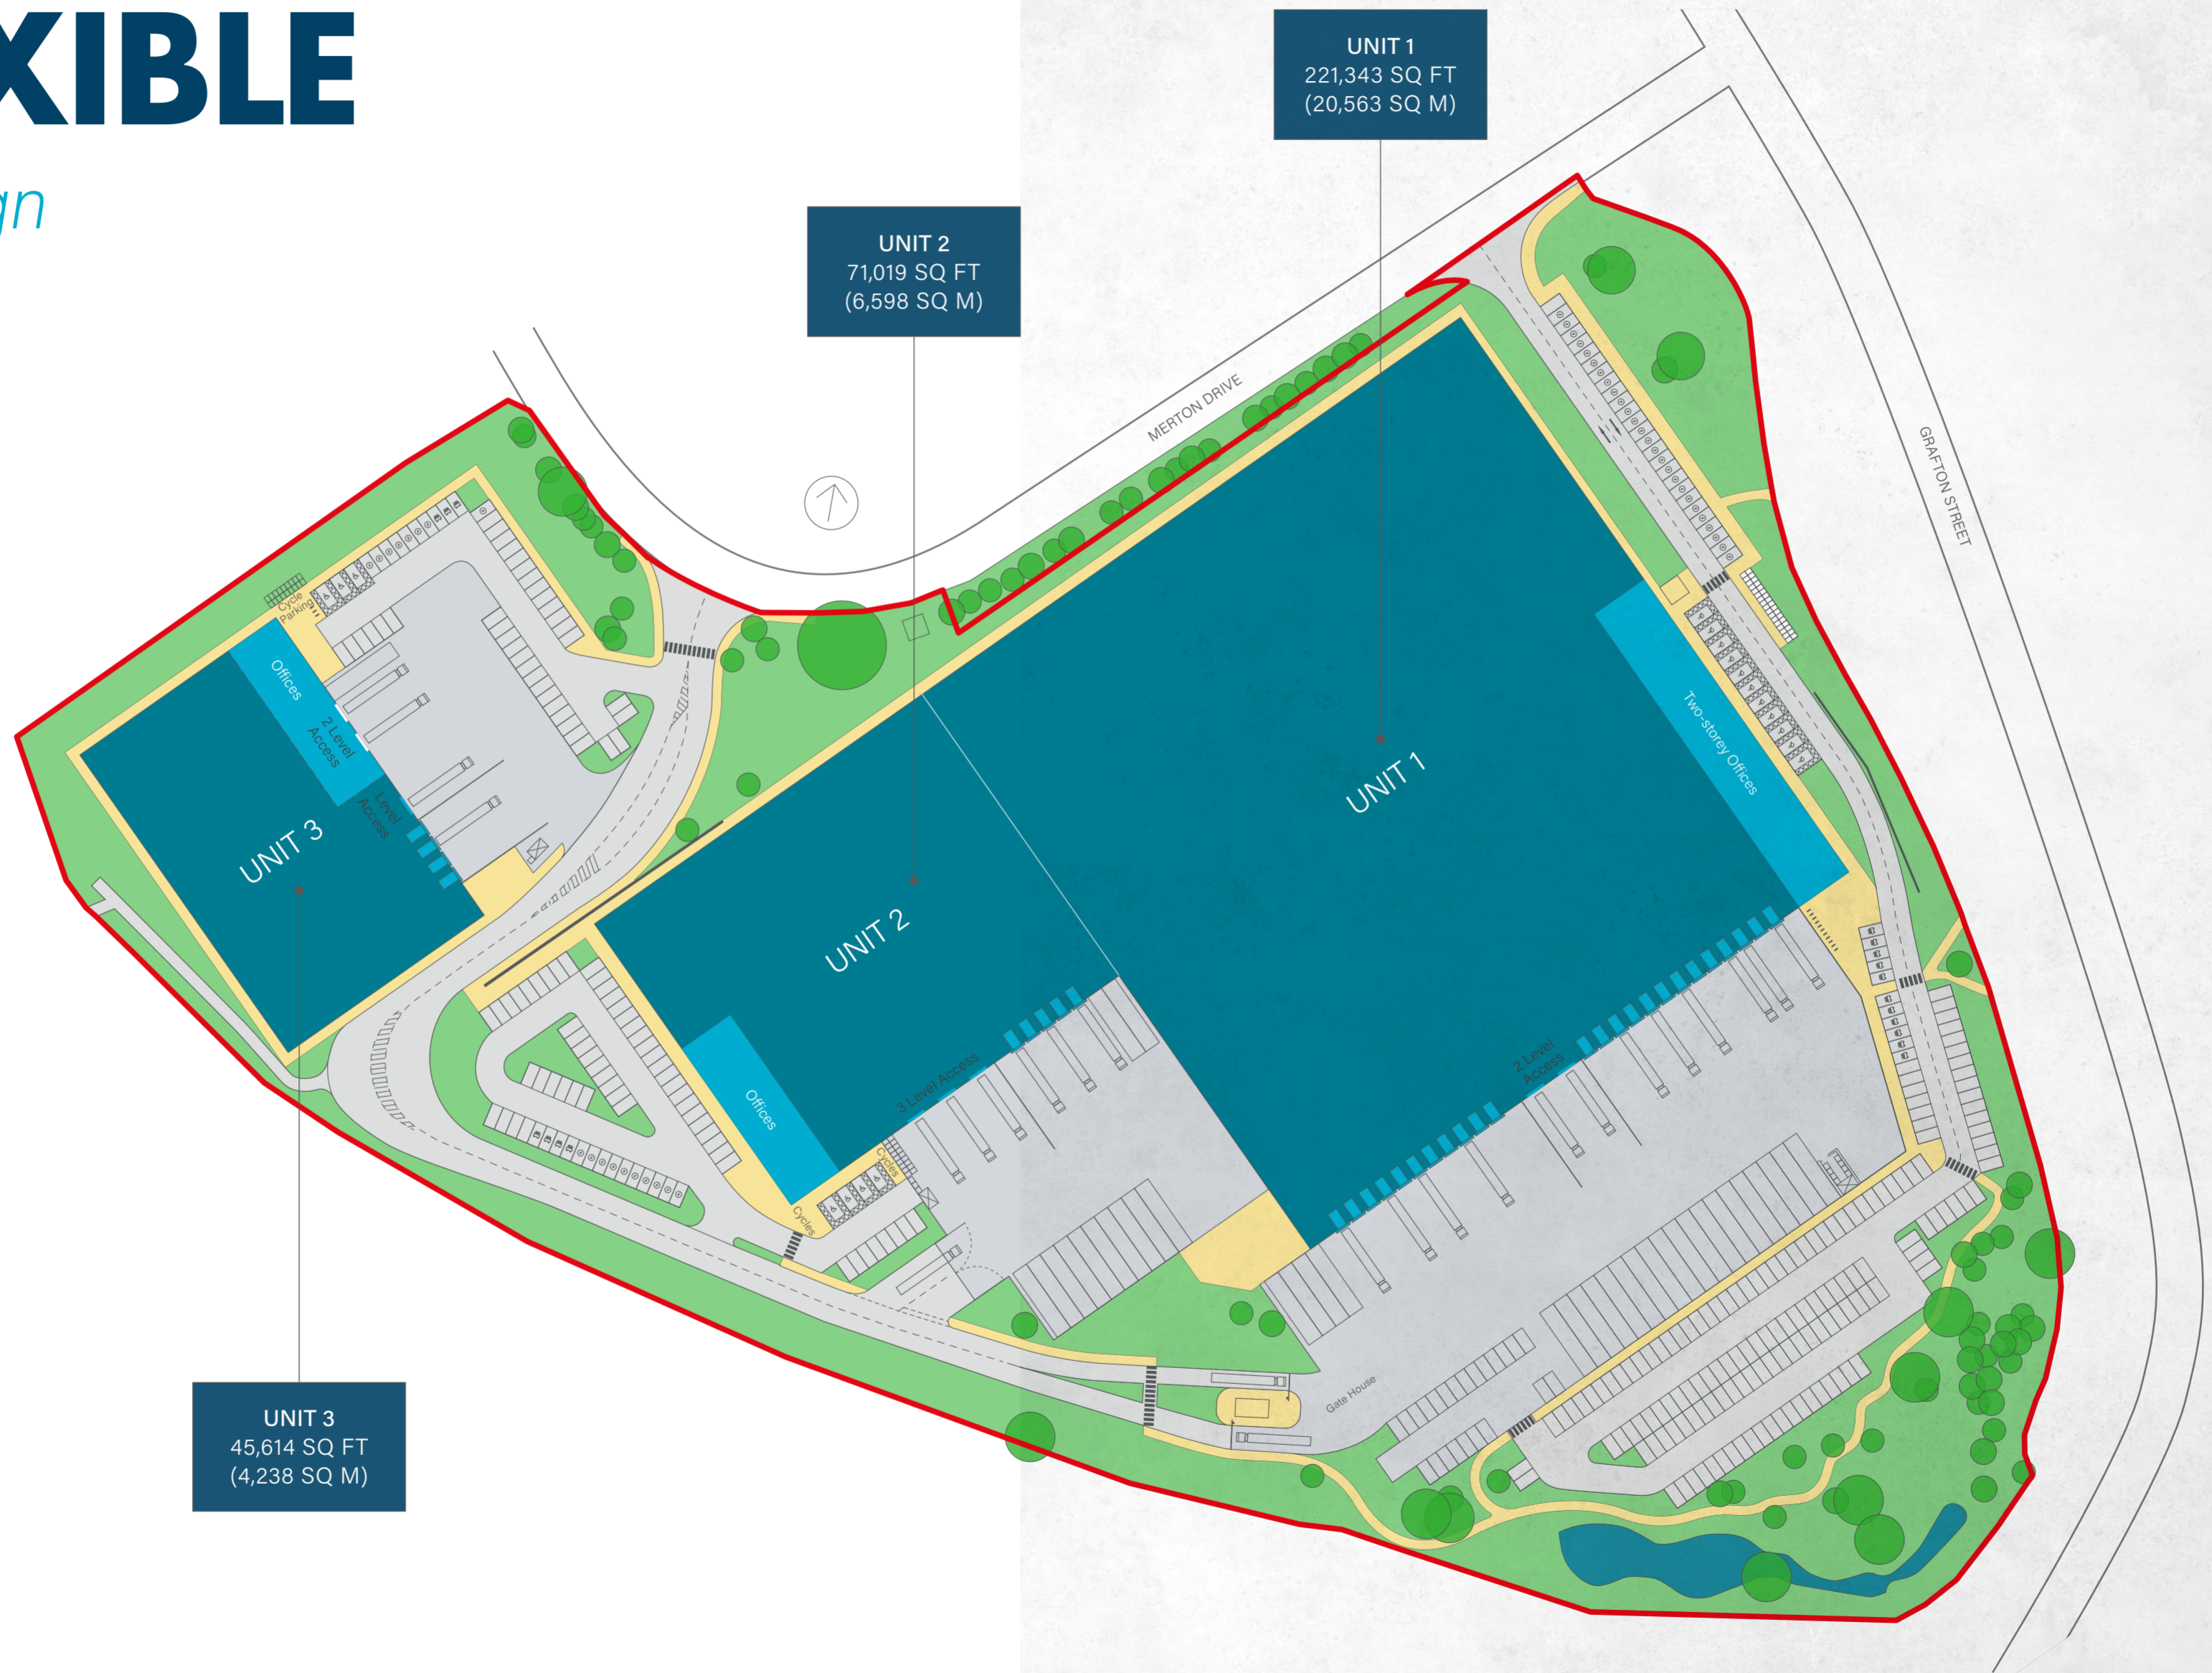 XIBLE
gn
UNIT 1
221,343 SQ FT
(20,563 SQ M)
UNIT 2
71,019 SQ FT
(6,598 SQ M)
MERTON DRIVE
GRAFTON STREET
Cycle
Parking
Offices
2 Level
Access
Level
Access
UNIT 3
UNIT 2
UNIT 1
Two-storey Offices
Offices
3 Level Access
2 Level
Access
Cycles
Cycles
Gate House
UNIT 3
45,614 SQ FT
(4,238 SQ M)